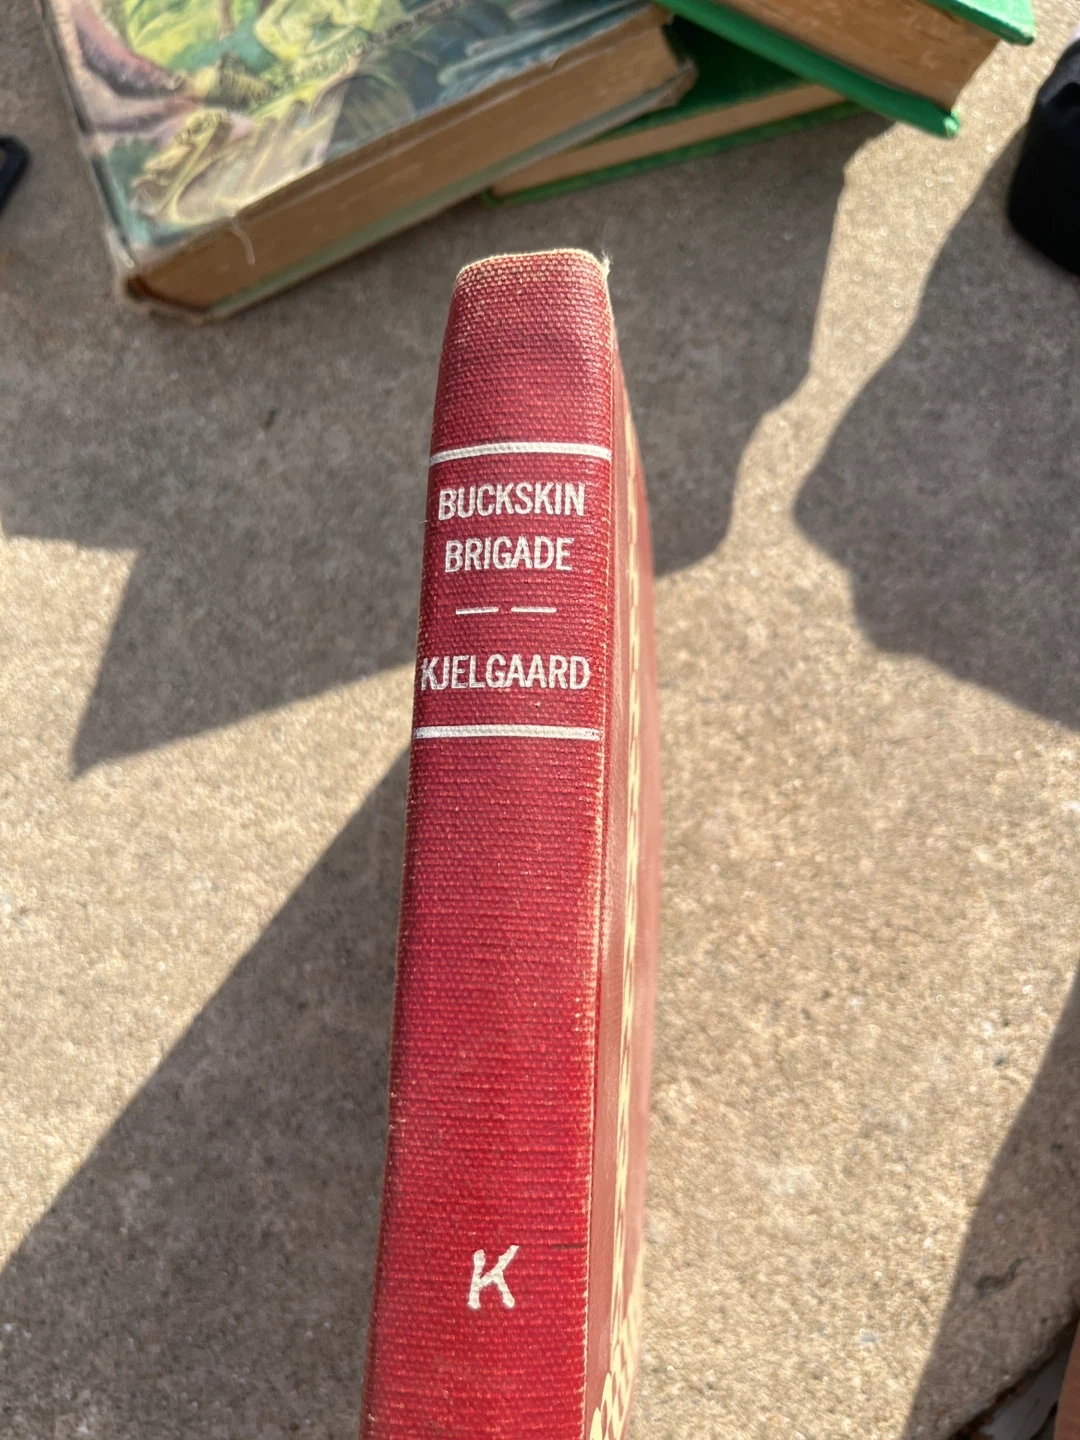 BUCKSKIN
BRIGADE
— —
KJELGAARD
K